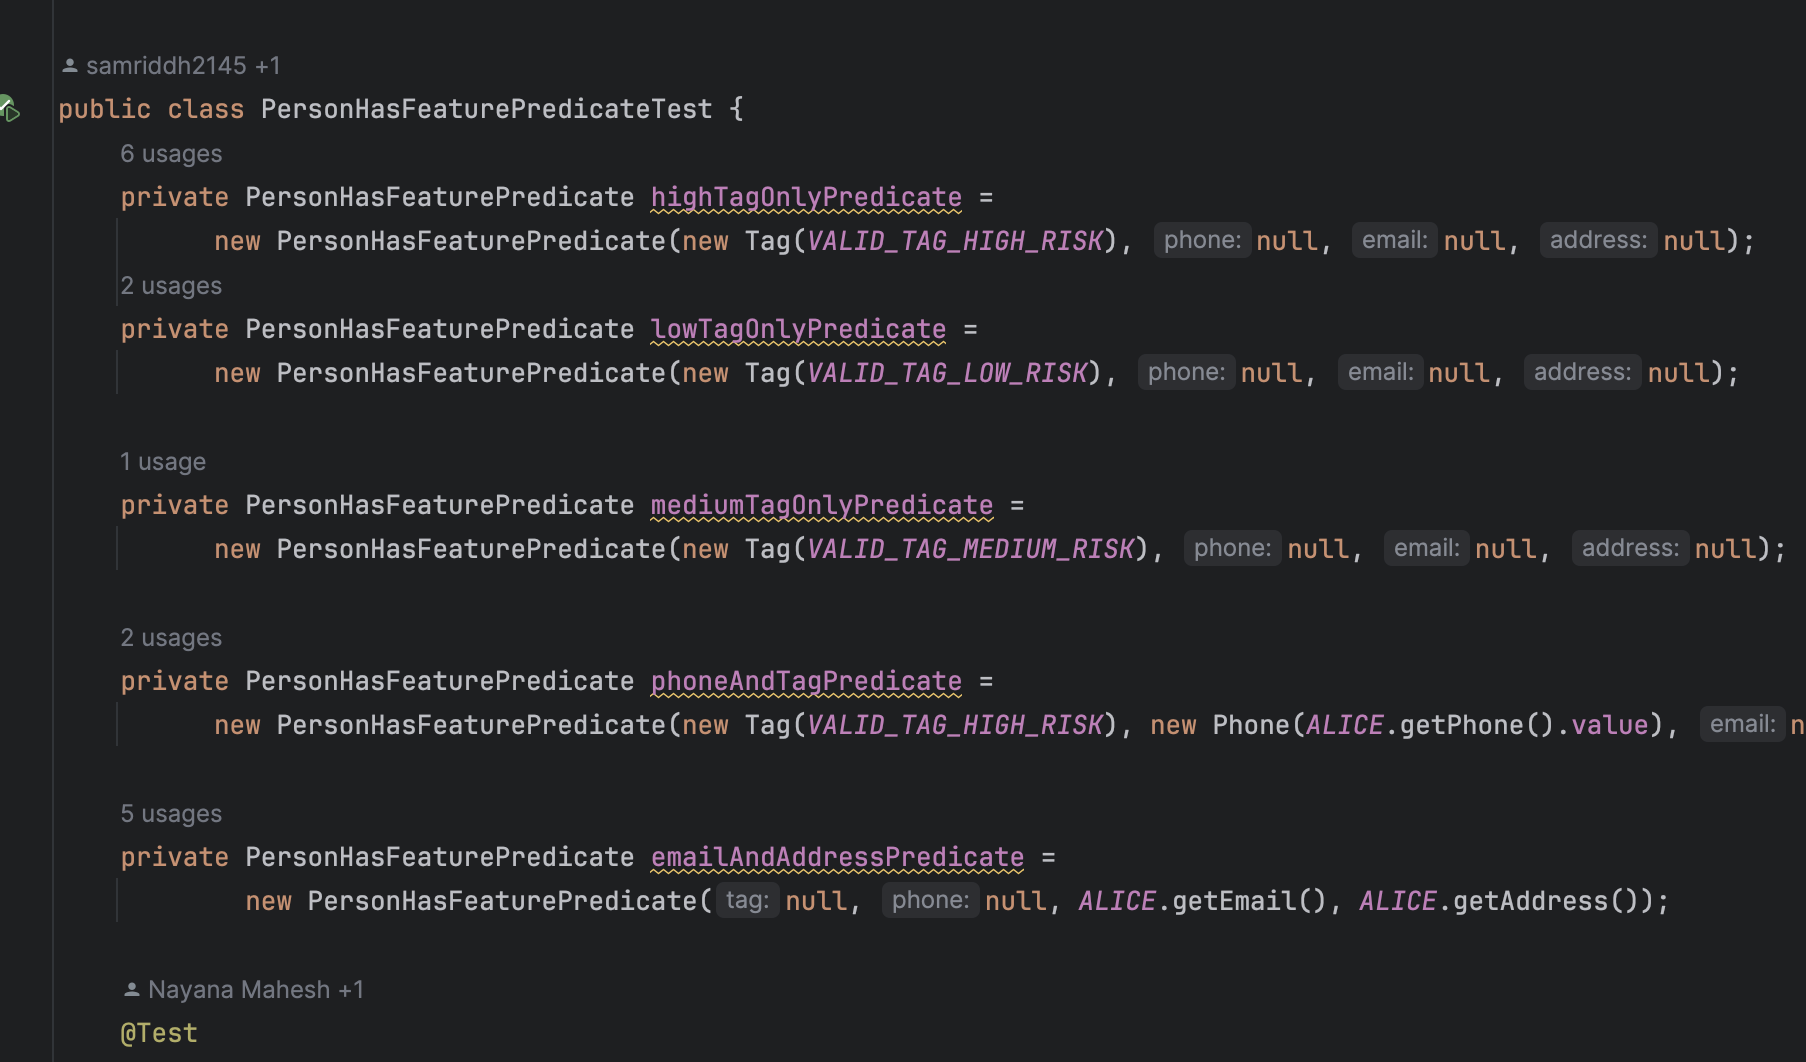 samriddh2145 +1
public class PersonHasFeaturePredicateTest {
6 usages
private PersonHasFeaturePredicate highTagOnlyPredicate =
new PersonHasFeaturePredicate(new Tag(VALID_TAG_HIGH_RISK), phone: null, email: null, address: null);
2 usages
private PersonHasFeaturePredicate lowTagOnlyPredicate =
new PersonHasFeaturePredicate(new Tag(VALID_TAG_LOW_RISK), phone: null, email: null, address: null);
1 usage
private PersonHasFeaturePredicate mediumTagOnlyPredicate =
new PersonHasFeaturePredicate(new Tag(VALID_TAG_MEDIUM_RISK), phone: null, email: null, address: null);
2 usages
private PersonHasFeaturePredicate phoneAndTagPredicate =
new PersonHasFeaturePredicate(new Tag(VALID_TAG_HIGH_RISK), new Phone(ALICE.getPhone().value), email: n
5 usages
private PersonHasFeaturePredicate emailAndAddressPredicate =
new PersonHasFeaturePredicate( tag: null, phone: null, ALICE.getEmail(), ALICE.getAddress());
Nayana Mahesh +1
@Test